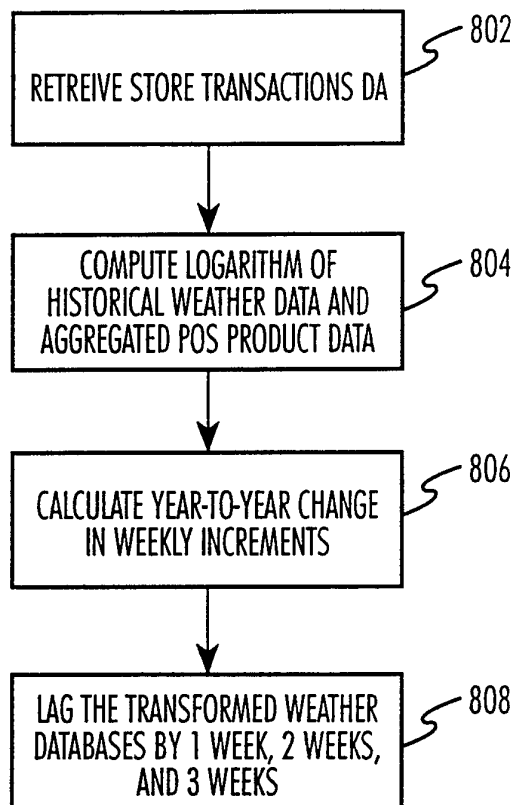 802
RETREIVE STORE TRANSACTIONS DA
804
COMPUTE LOGARITHM OF
HISTORICAL WEATHER DATA AND
AGGREGATED POS PRODUCT DATA
806
CALCULATE YEAR-TO-YEAR CHANGE
IN WEEKLY INCREMENTS
808
LAG THE TRANSFORMED WEATHER
DATABASES BY 1 WEEK, 2 WEEKS,
AND 3 WEEKS